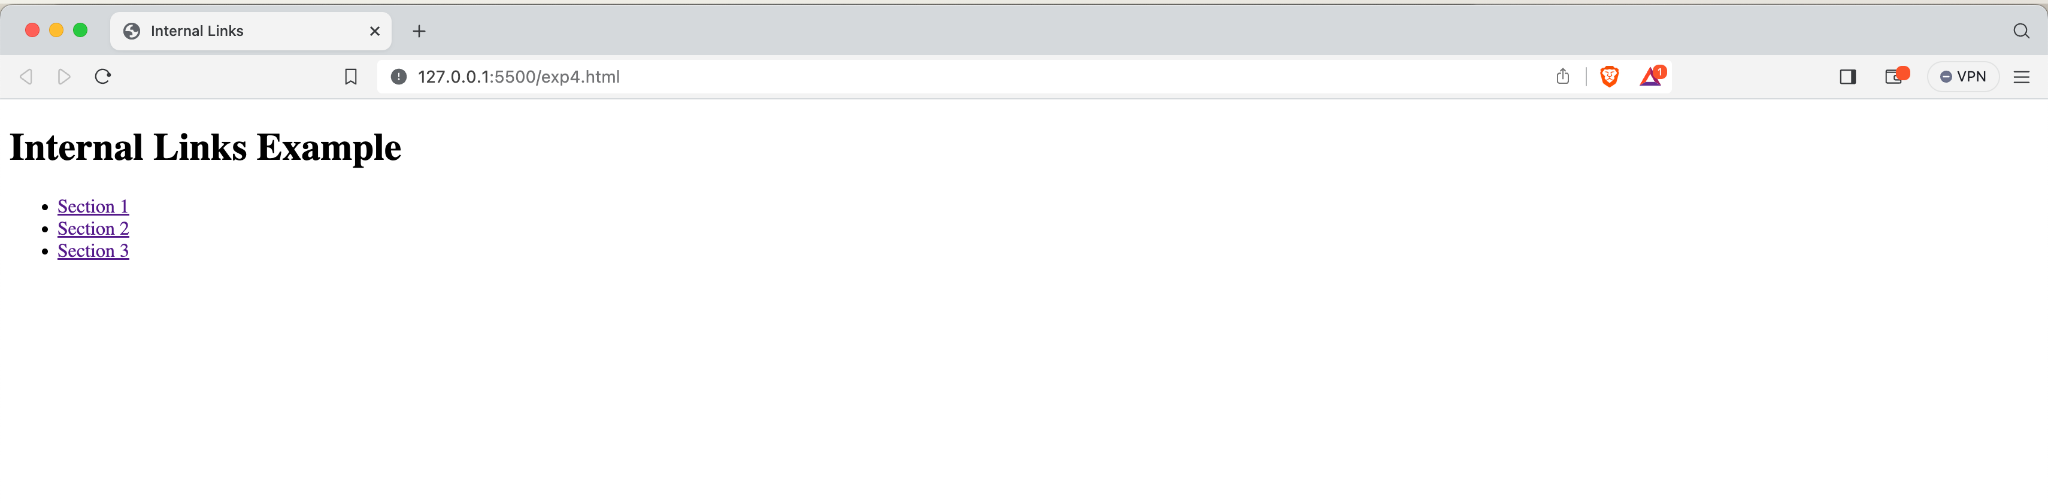 Internal Links
127.0.0.1:5500/exp4.html
1
VPN
Internal Links Example
Section 1
Section 2
Section 3